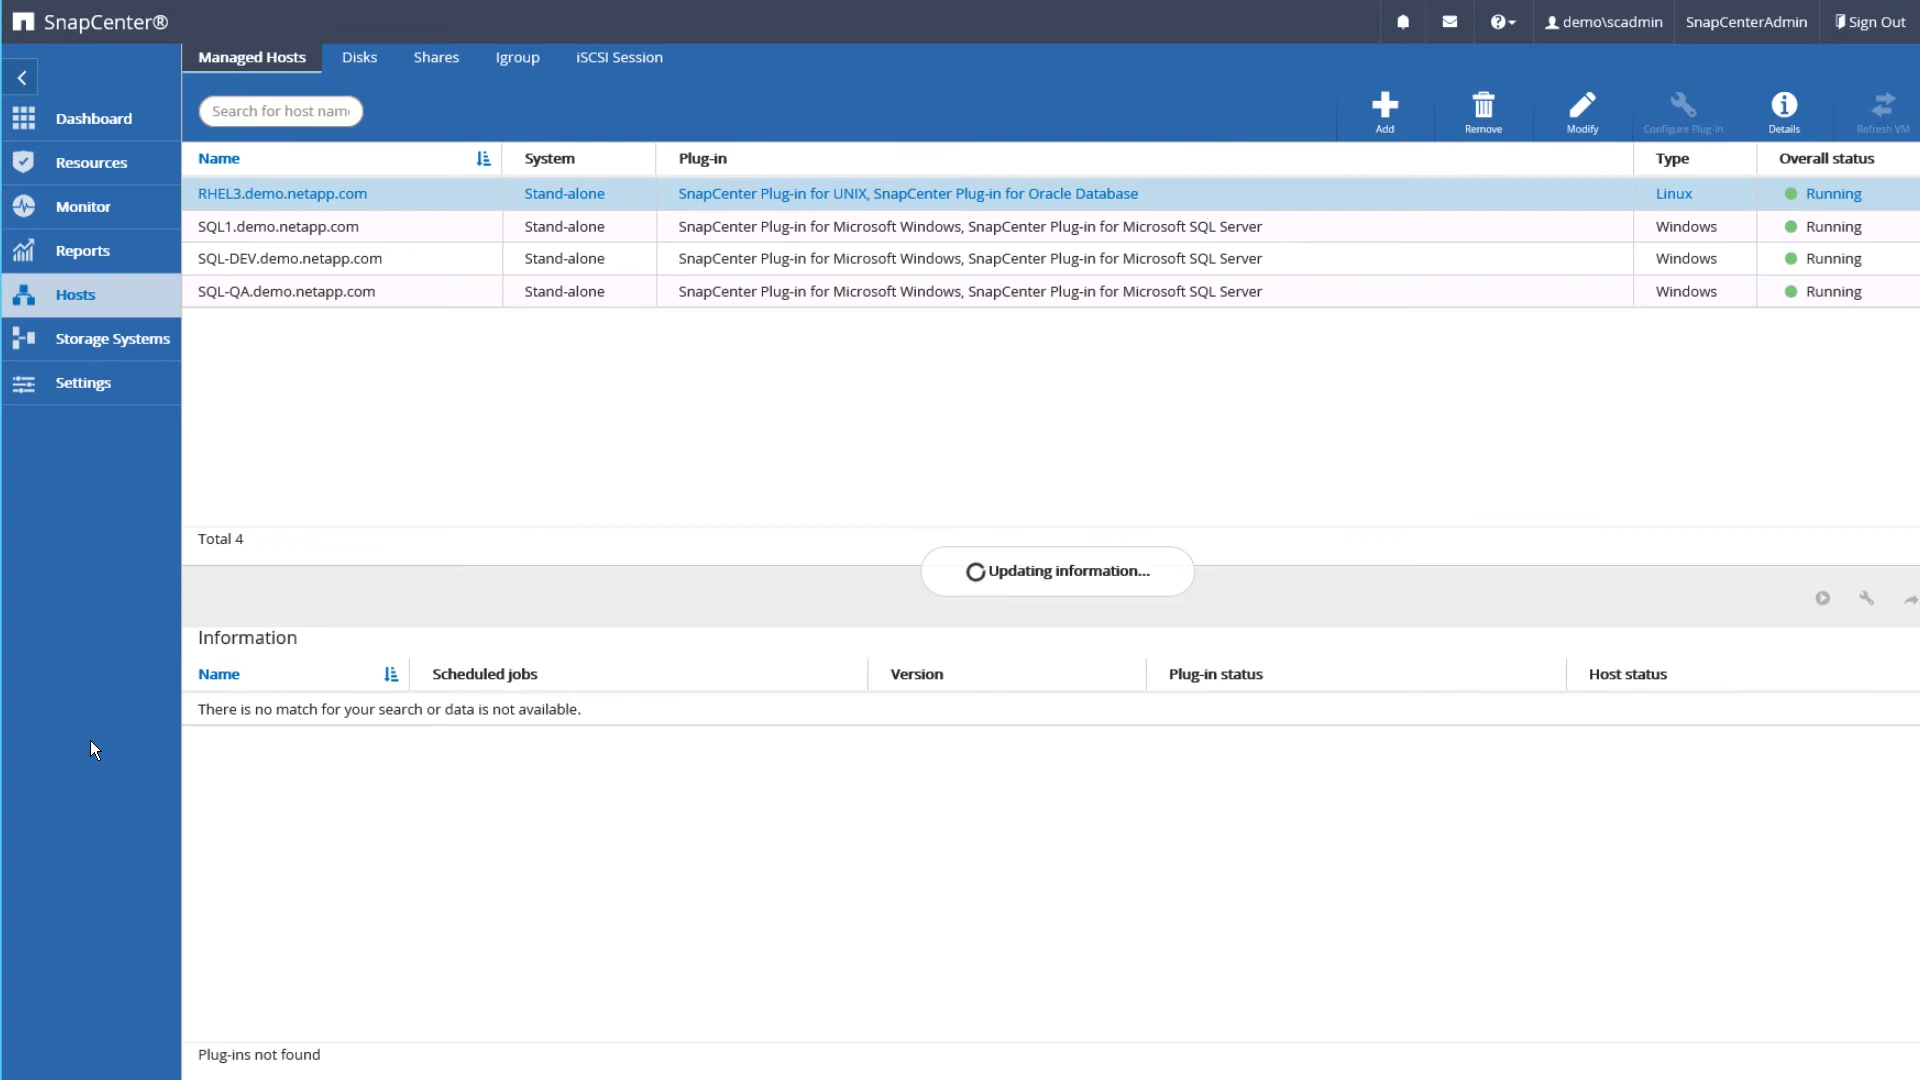 SnapCenter®
demo\scadmin
SnapCenterAdmin
Sign Out
Managed Hosts
Disks
Shares
Igroup
iSCSI Session
Dashboard
Resources
Monitor
Reports
Hosts
Storage Systems
Settings
Search for host nam
Add
Remove
Modify
Configure Plug-in
Details
Refresh VM
Name System Plug-in Type Overall status
RHEL3.demo.netapp.com Stand-alone SnapCenter Plug-in for UNIX, SnapCenter Plug-in for Oracle Database Linux Running
SQL1.demo.netapp.com Stand-alone SnapCenter Plug-in for Microsoft Windows, SnapCenter Plug-in for Microsoft SQL Server Windows Running
SQL-DEV.demo.netapp.com Stand-alone SnapCenter Plug-in for Microsoft Windows, SnapCenter Plug-in for Microsoft SQL Server Windows Running
SQL-QA.demo.netapp.com Stand-alone SnapCenter Plug-in for Microsoft Windows, SnapCenter Plug-in for Microsoft SQL Server Windows Running
Total 4
Updating information...
Information
Name Scheduled jobs Version Plug-in status Host status
There is no match for your search or data is not available.
Plug-ins not found